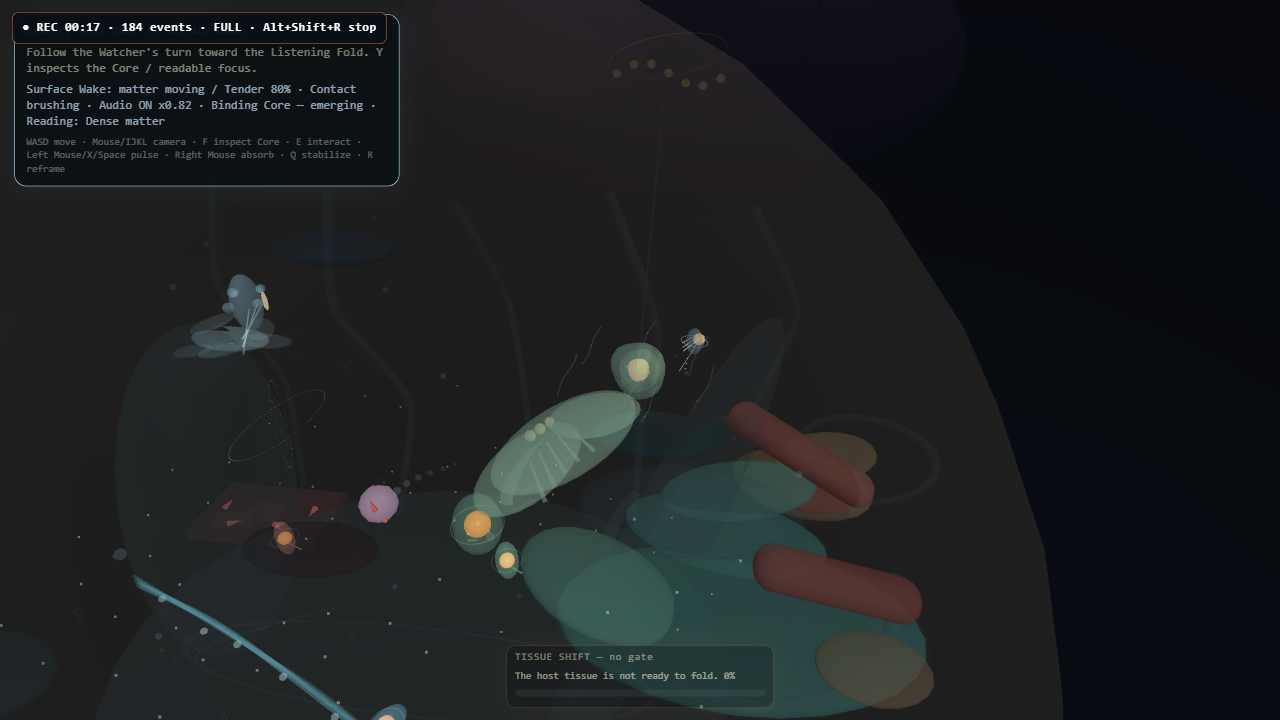 ● REC 00:17 · 184 events · FULL · Alt+Shift+R stop
Follow the Watcher's turn toward the Listening Fold. Y
inspects the Core / readable focus.
Surface Wake: matter moving / Tender 80% · Contact
brushing · Audio ON x0.82 · Binding Core — emerging ·
Reading: Dense matter
WASD move · Mouse/IJKL camera · F inspect Core · E interact ·
Left Mouse/X/Space pulse · Right Mouse absorb · Q stabilize · R
reframe
TISSUE SHIFT — no gate
The host tissue is not ready to fold. 0%